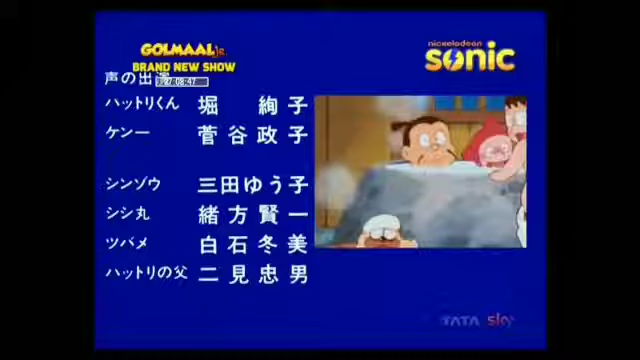 GOLMAAL Jr.
BRAND NEW SHOW
nickelodeon
sonic
声の出演
ハットリくん 堀 絢子
ケン一 菅谷政子
シンゾウ 三田ゆう子
シシ丸 緒方賢一
ツバメ 白石冬美
ハットリの父 二見忠男
TATA sky